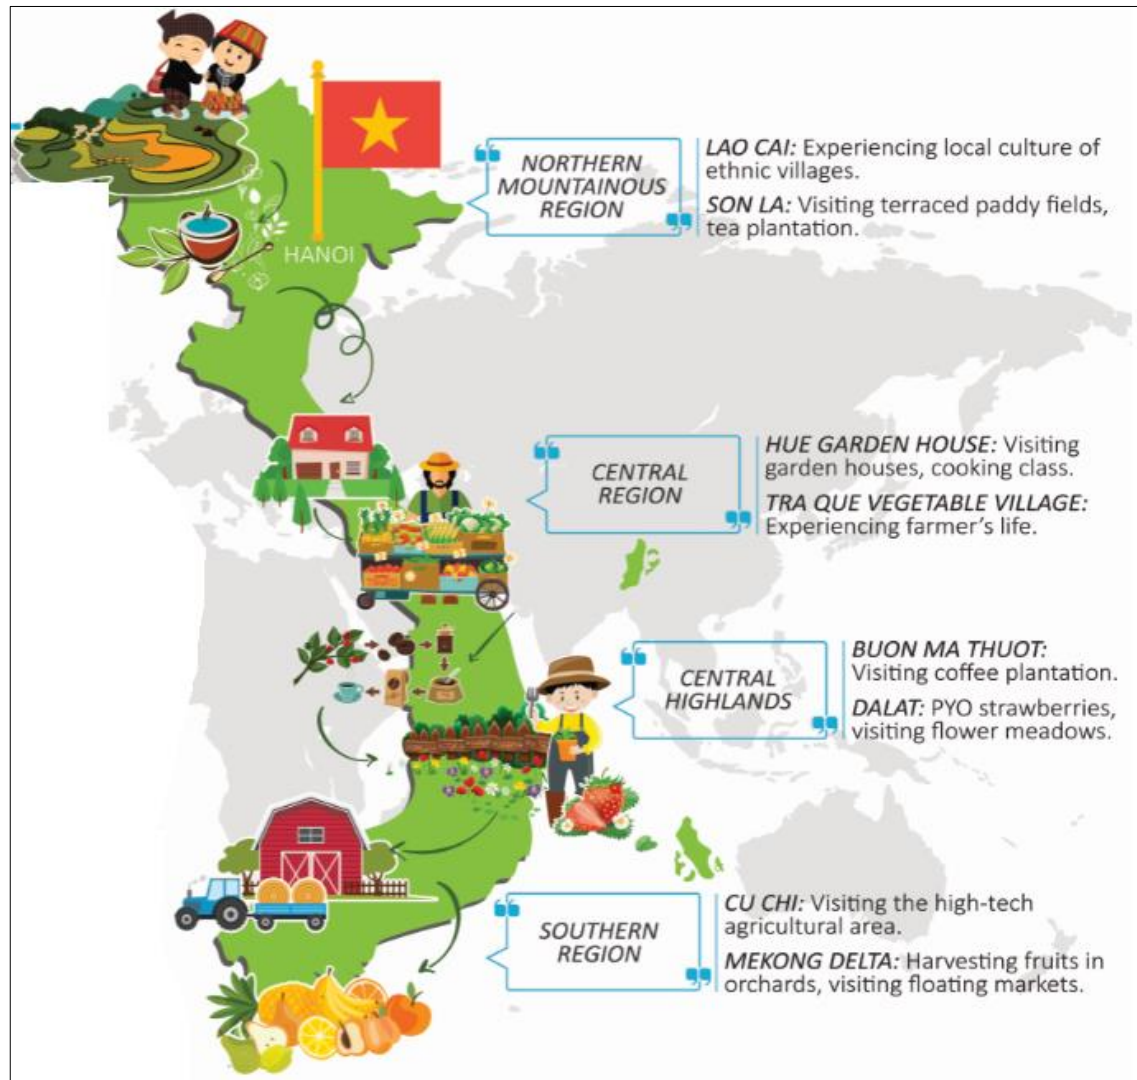 HANOI
NORTHERN
MOUNTAINOUS
REGION
LAO CAI: Experiencing local culture of
ethnic villages.
SON LA: Visiting terraced paddy fields,
tea plantation.
CENTRAL
REGION
HUE GARDEN HOUSE: Visiting
garden houses, cooking class.
TRA QUE VEGETABLE VILLAGE:
Experiencing farmer’s life.
CENTRAL
HIGHLANDS
BUON MA THUOT:
Visiting coffee plantation.
DALAT: PYO strawberries,
visiting flower meadows.
SOUTHERN
REGION
CU CHI: Visiting the high-tech
agricultural area.
MEKONG DELTA: Harvesting fruits in
orchards, visiting floating markets.